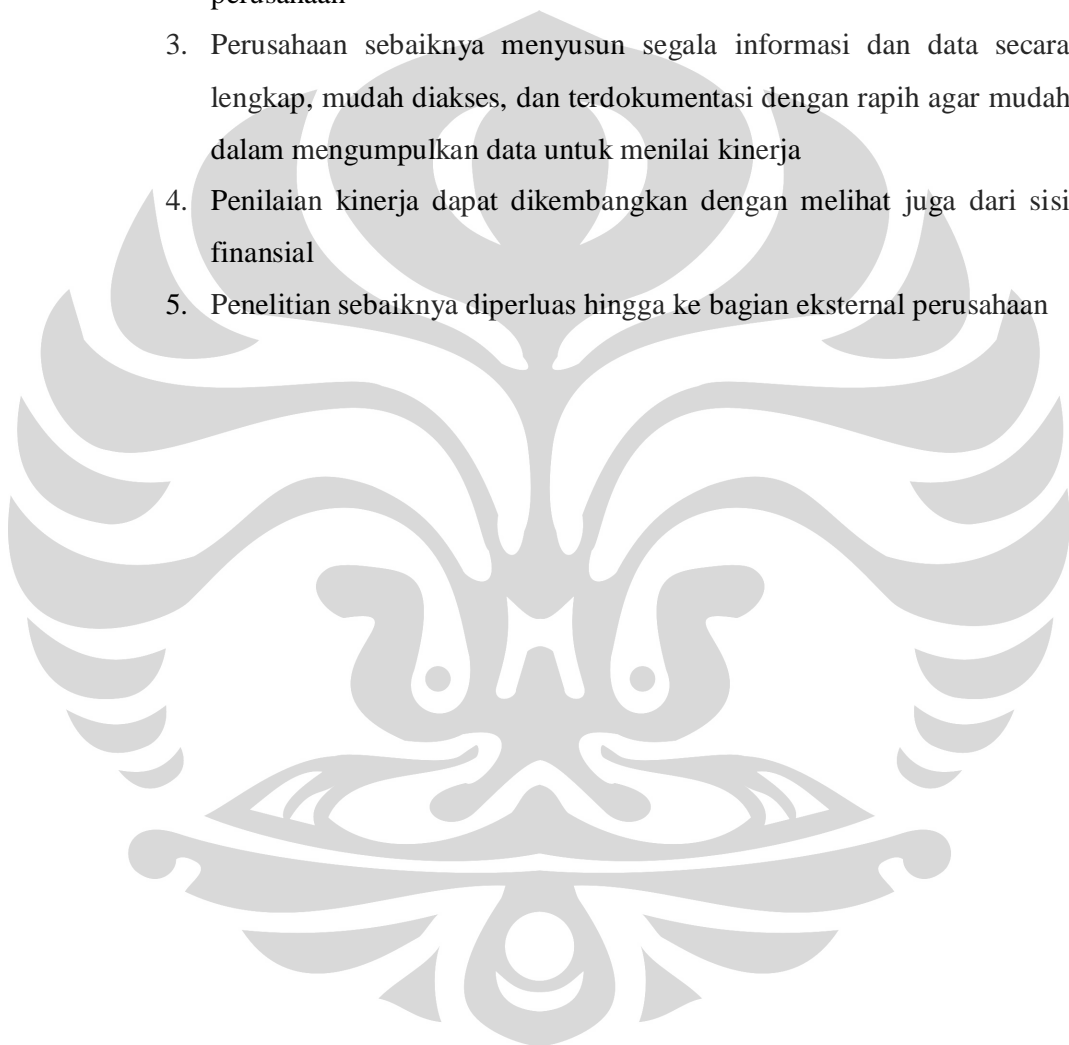 perusahaan
3. Perusahaan sebaiknya menyusun segala informasi dan data secara
lengkap, mudah diakses, dan terdokumentasi dengan rapih agar mudah
dalam mengumpulkan data untuk menilai kinerja
4. Penilaian kinerja dapat dikembangkan dengan melihat juga dari sisi
finansial
5. Penelitian sebaiknya diperluas hingga ke bagian eksternal perusahaan